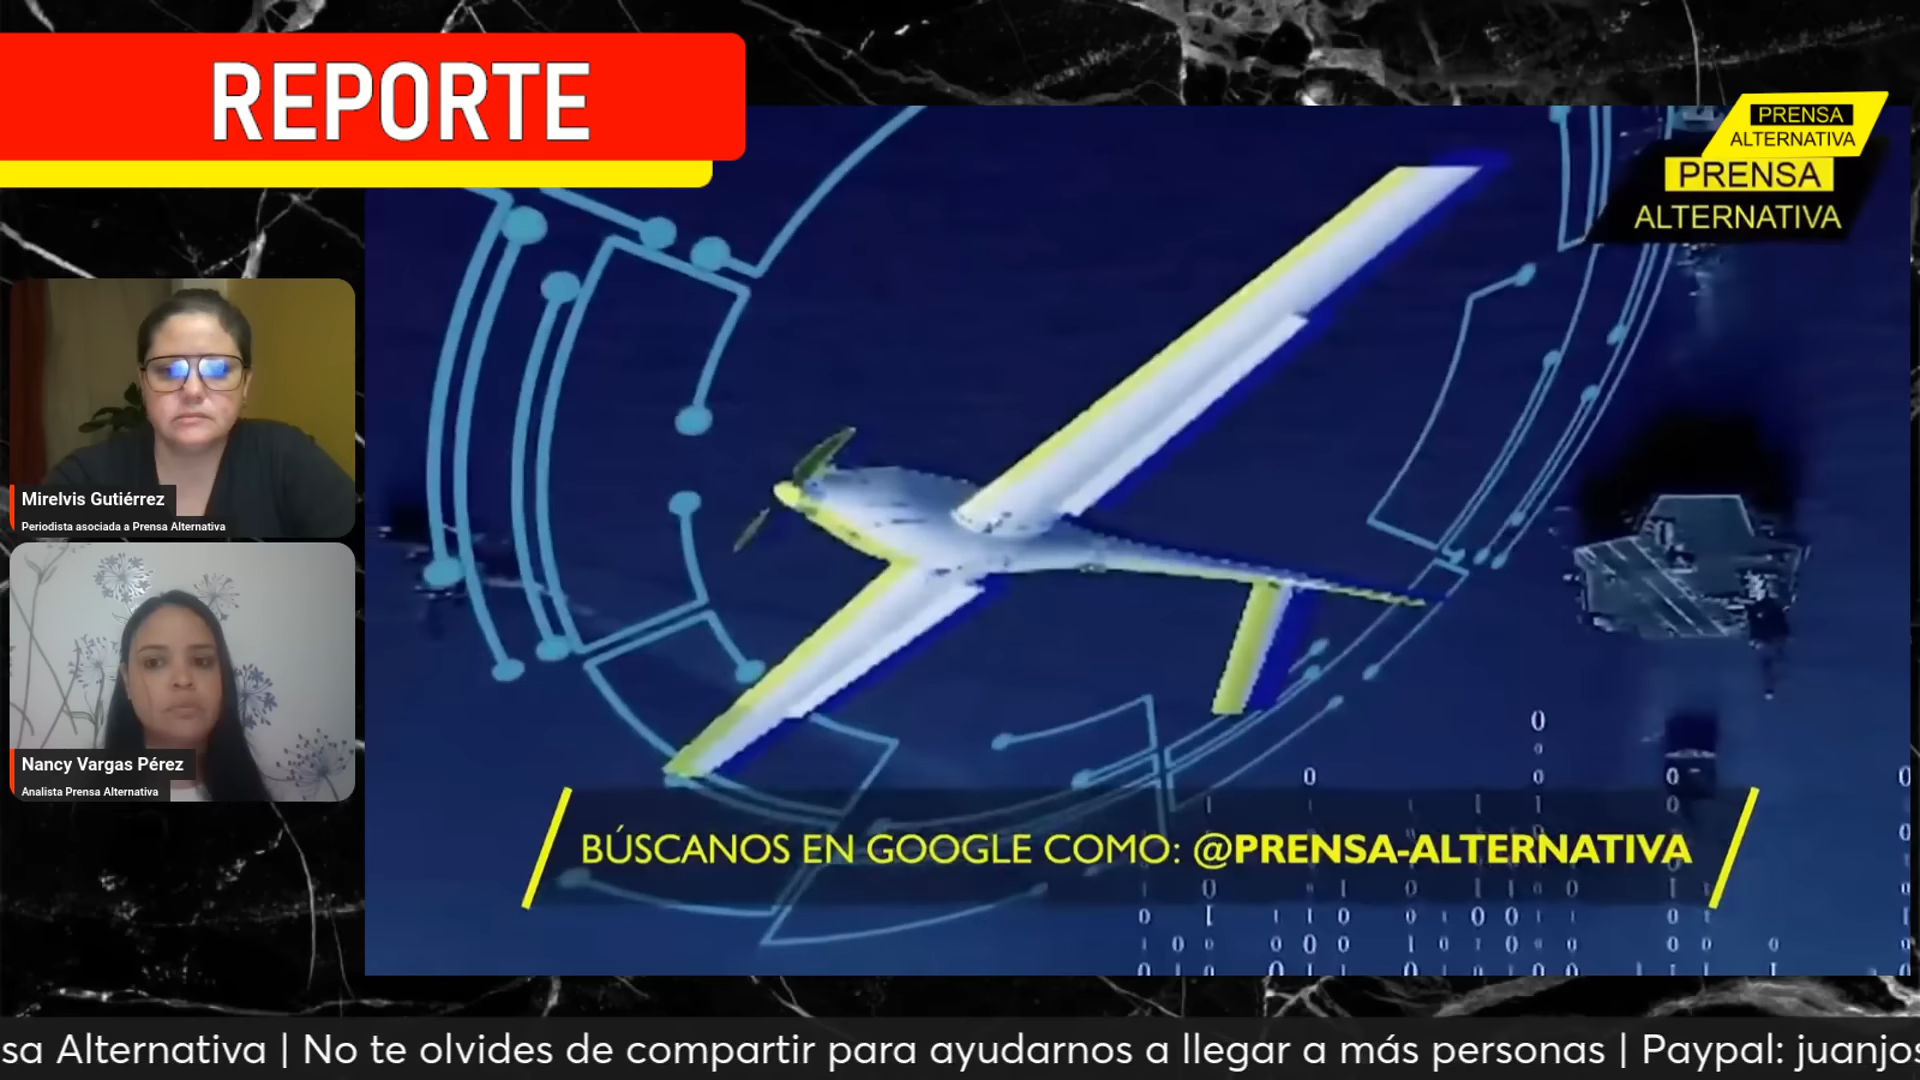 REPORTE
PRENSA
ALTERNATIVA
PRENSA
ALTERNATIVA
Mirelvis Gutiérrez
Periodista asociada a Prensa Alternativa
Nancy Vargas Pérez
Analista Prensa Alternativa
BÚSCANOS EN GOOGLE COMO: @PRENSA-ALTERNATIVA
sa Alternativa | No te olvides de compartir para ayudarnos a llegar a más personas | Paypal: juanjos